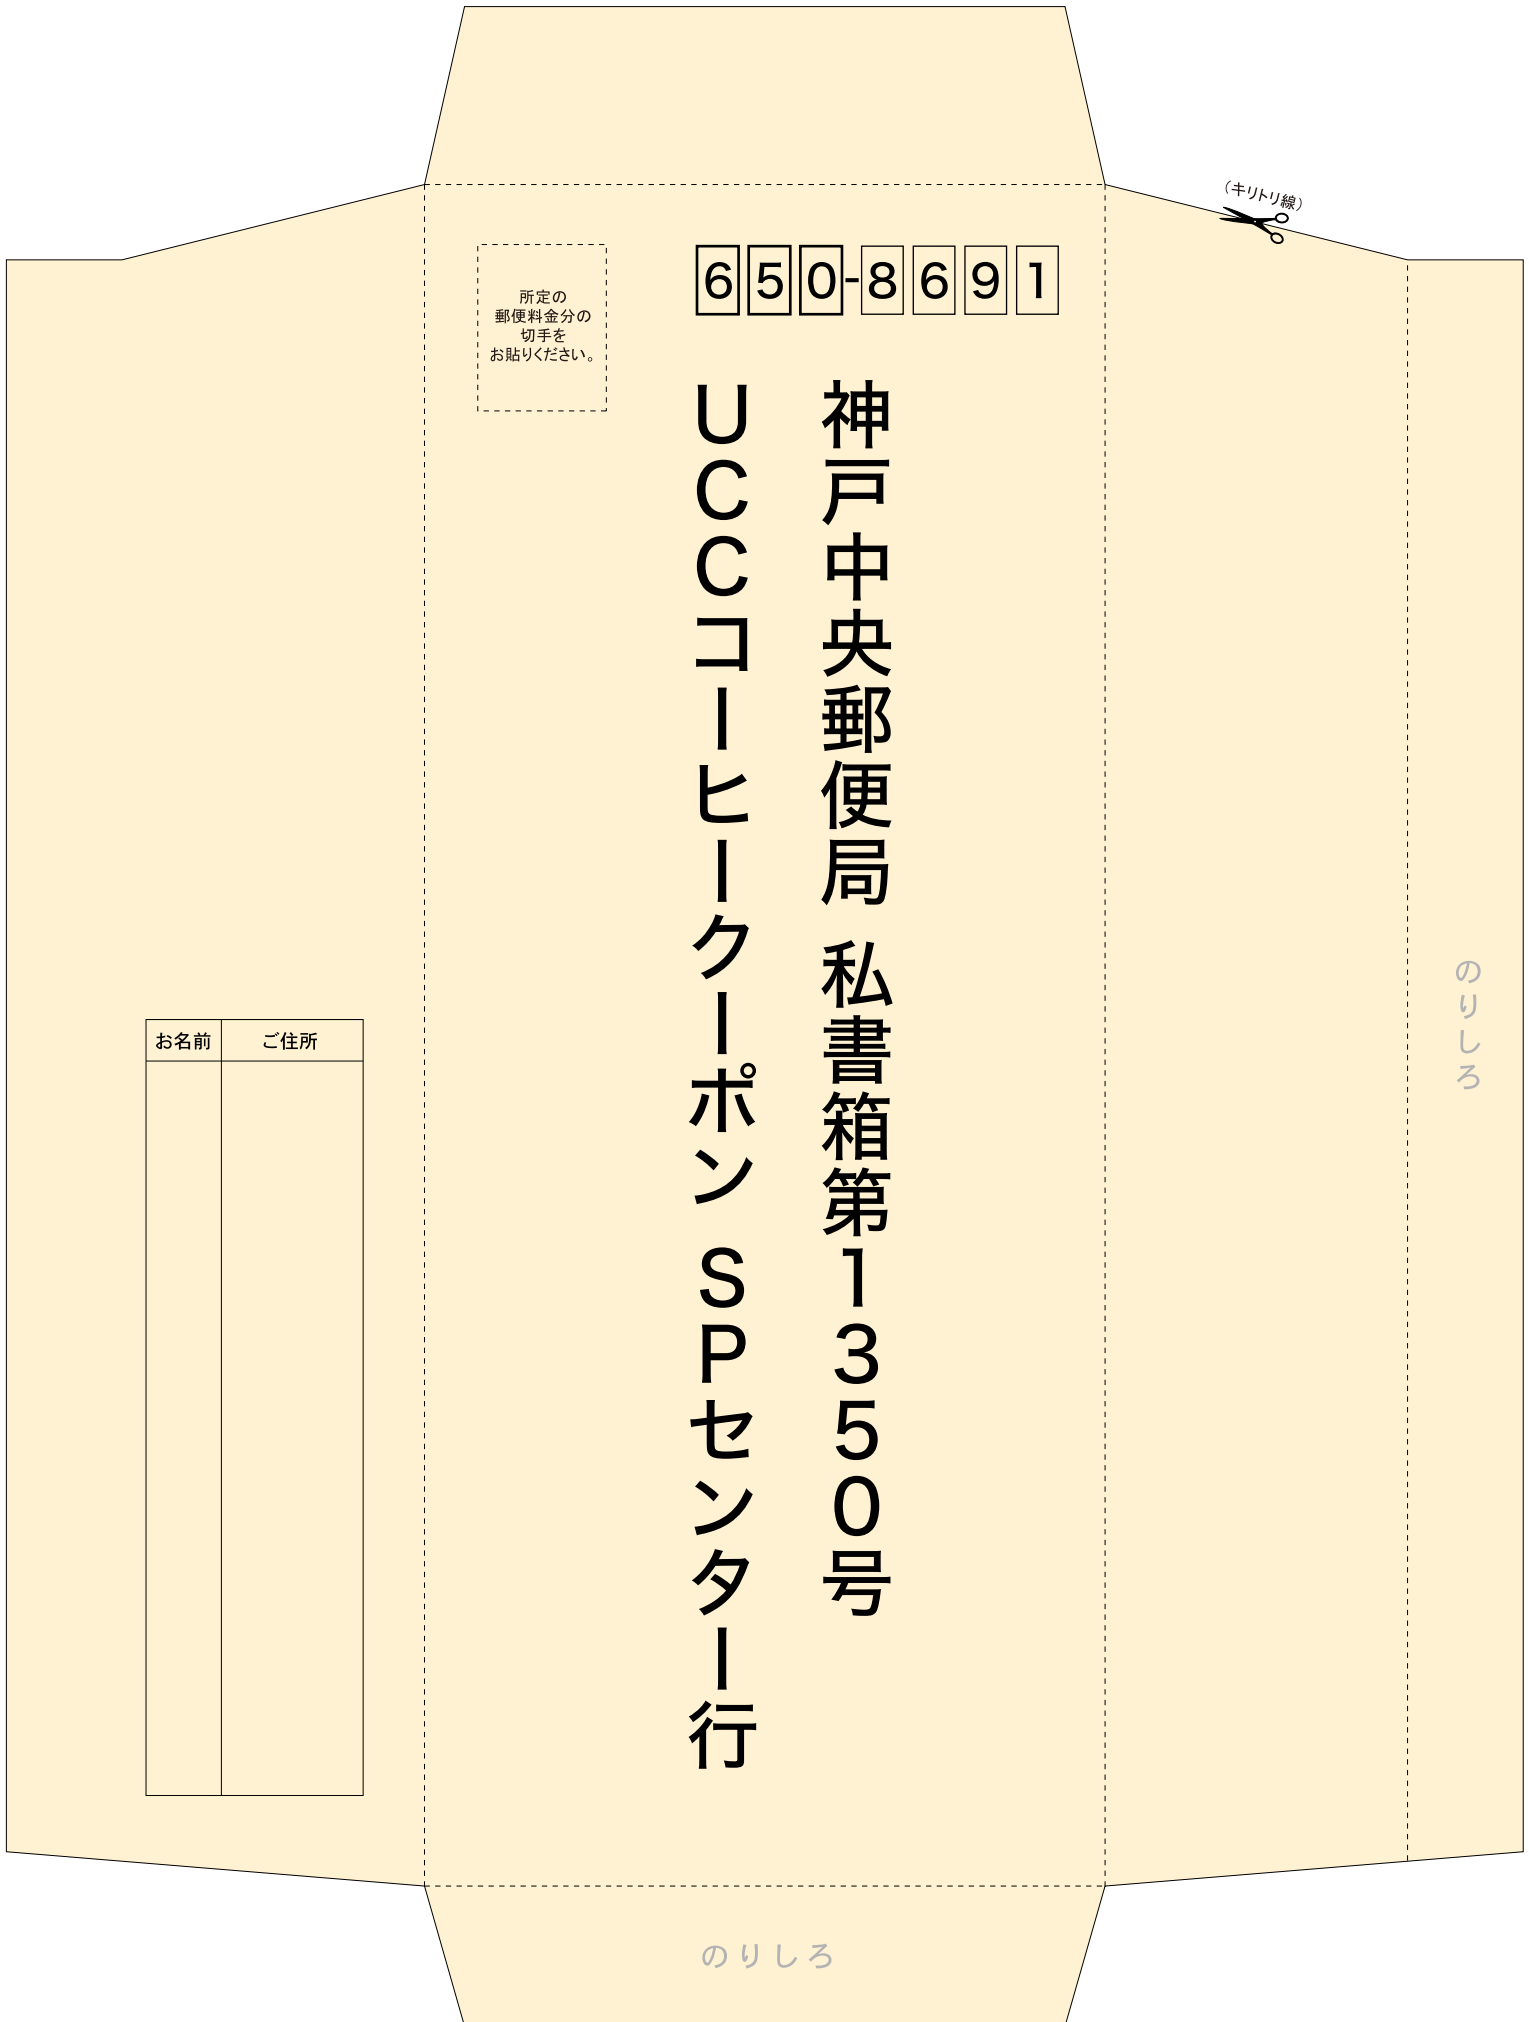 (キリトリ線)
650-8691
所定の
郵便料金分の
切手を
お貼りください。
神戸中央郵便局 私書箱第1350号
UCCコーヒークーポン SPセンター行
ご住所
お名前
のりしろ
のりしろ